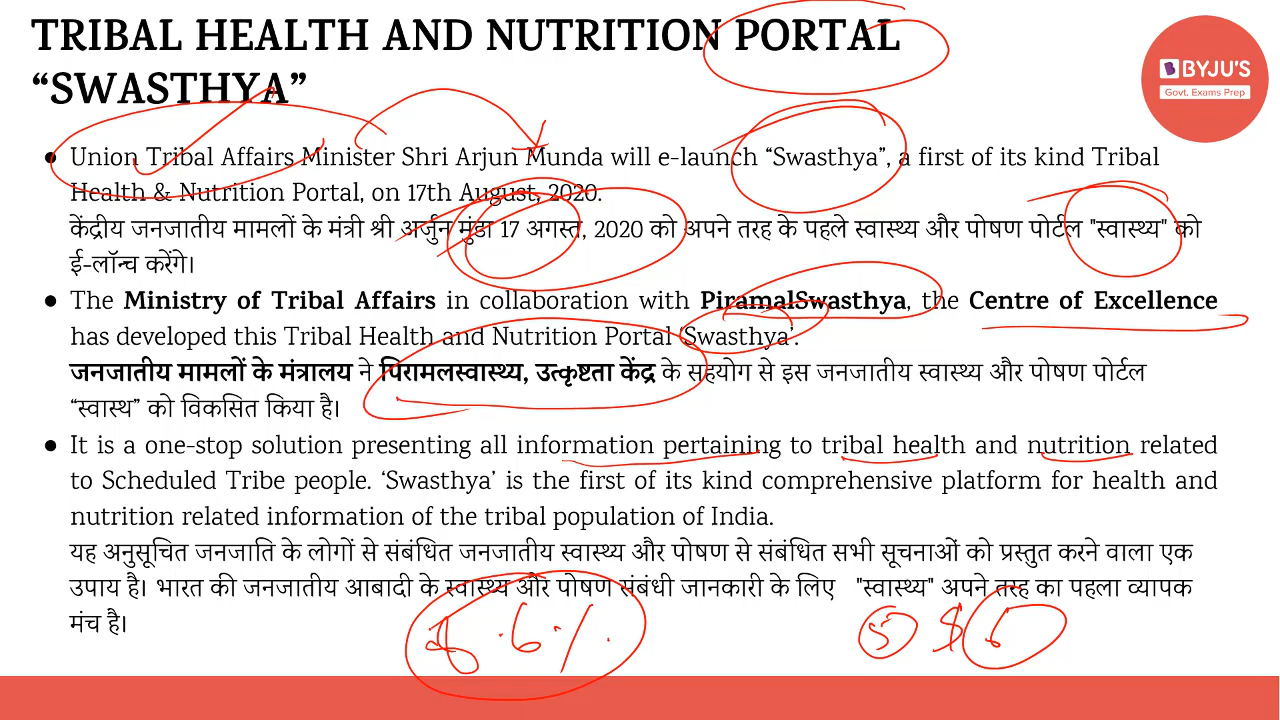 TRIBAL HEALTH AND NUTRITION PORTAL
“SWASTHYA”
BYJU'S
Govt. Exams Prep
● Union Tribal Affairs Minister Shri Arjun Munda will e-launch “Swasthya”, a first of its kind Tribal
Health & Nutrition Portal, on 17th August, 2020.
केंद्रीय जनजातीय मामलों के मंत्री श्री अर्जुन मुंडा 17 अगस्त, 2020 को अपने तरह के पहले स्वास्थ्य और पोषण पोर्टल "स्वास्थ्य" को
ई-लॉन्च करेंगे।
● The Ministry of Tribal Affairs in collaboration with PiramalSwasthya, the Centre of Excellence
has developed this Tribal Health and Nutrition Portal ‘Swasthya’.
जनजातीय मामलों के मंत्रालय ने पिरामलस्वास्थ्य, उत्कृष्टता केंद्र के सहयोग से इस जनजातीय स्वास्थ्य और पोषण पोर्टल
“स्वास्थ” को विकसित किया है।
● It is a one-stop solution presenting all information pertaining to tribal health and nutrition related
to Scheduled Tribe people. ‘Swasthya’ is the first of its kind comprehensive platform for health and
nutrition related information of the tribal population of India.
यह अनुसूचित जनजाति के लोगों से संबंधित जनजातीय स्वास्थ्य और पोषण से संबंधित सभी सूचनाओं को प्रस्तुत करने वाला एक
उपाय है। भारत की जनजातीय आबादी के स्वास्थ्य और पोषण संबंधी जानकारी के लिए "स्वास्थ्य" अपने तरह का पहला व्यापक
मंच है।